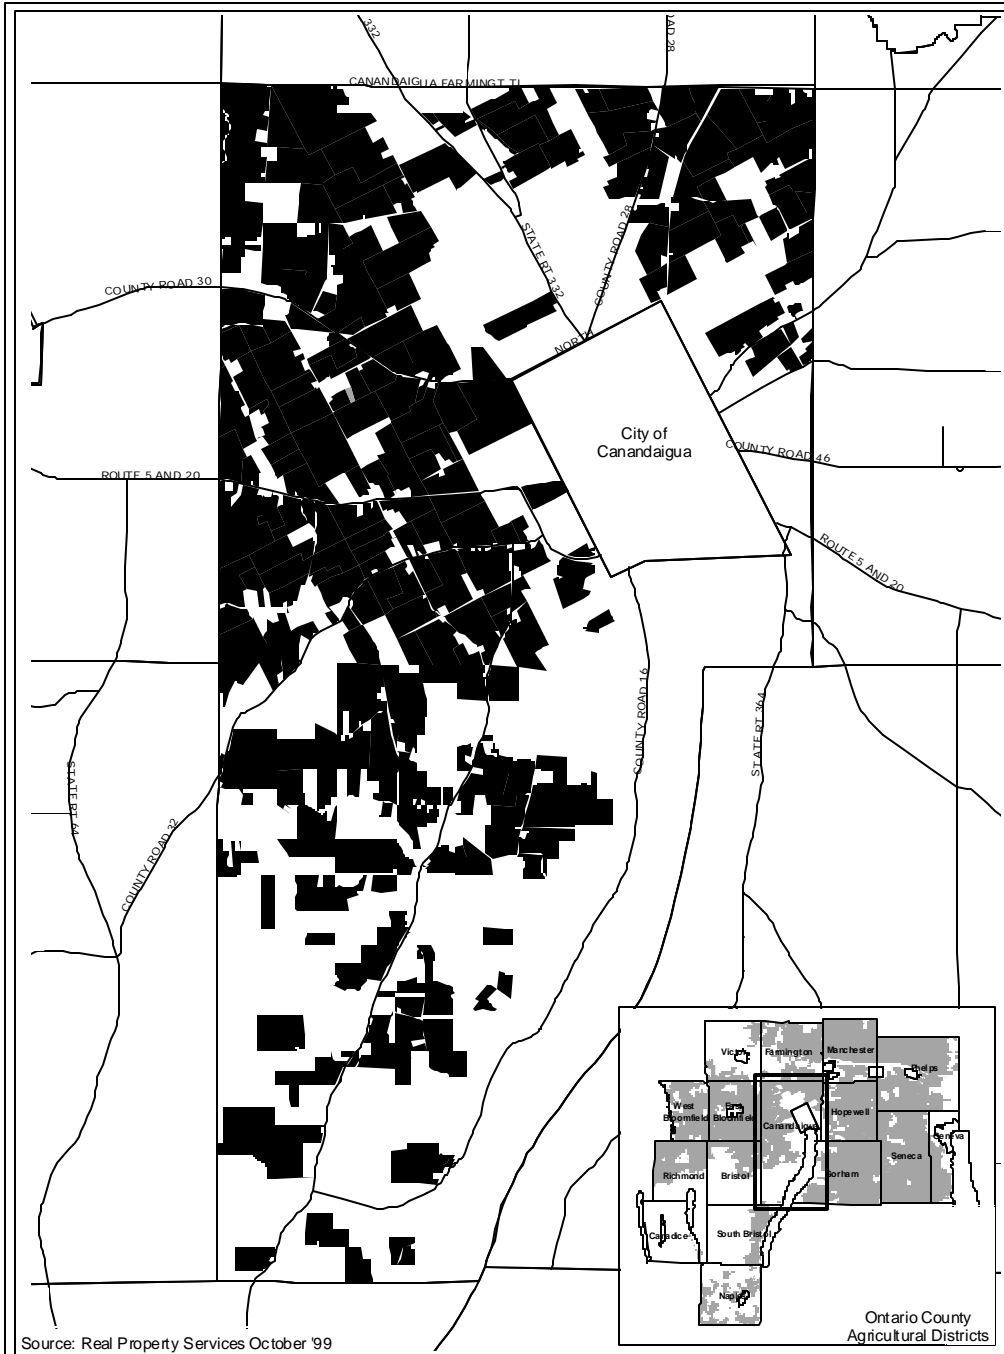 332
ROAD 28
CANANDAIGUA FARMINGT TL
STATE RT 332
COUNTY ROAD 28
COUNTY ROAD 30
NORTH
City of
Canandaigua
COUNTY ROAD 46
ROUTE 5 AND 20
ROUTE 5 AND 20
COUNTY ROAD 16
STATE RT 364
STATE RT 64
COUNTY ROAD 32
Victor
Farmington
Manchester
Phelps
West
Bloomfield
East
Bloomfield
Canandaigua
Hopewell
Geneva
Seneca
Richmond
Bristol
Gorham
Canadice
South Bristol
Naples
Ontario County
Agricultural Districts
Source: Real Property Services October '99